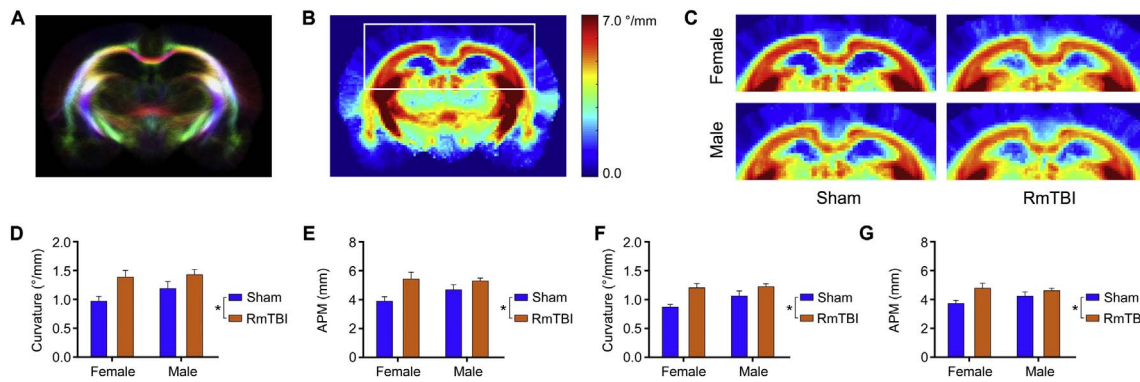 A
B
7.0 °/mm
0.0
C
Female
Male
Sham
RmTBI
D
Curvature (°/mm)
2.0
1.5
1.0
0.5
0.0
Female
Male
*
Sham
RmTBI
E
APM (mm)
8
6
4
2
0
Female
Male
*
Sham
RmTBI
F
Curvature (°/mm)
2.0
1.5
1.0
0.5
0.0
Female
Male
*
Sham
RmTBI
G
APM (mm)
8
6
4
2
0
Female
Male
*
Sham
RmTBI